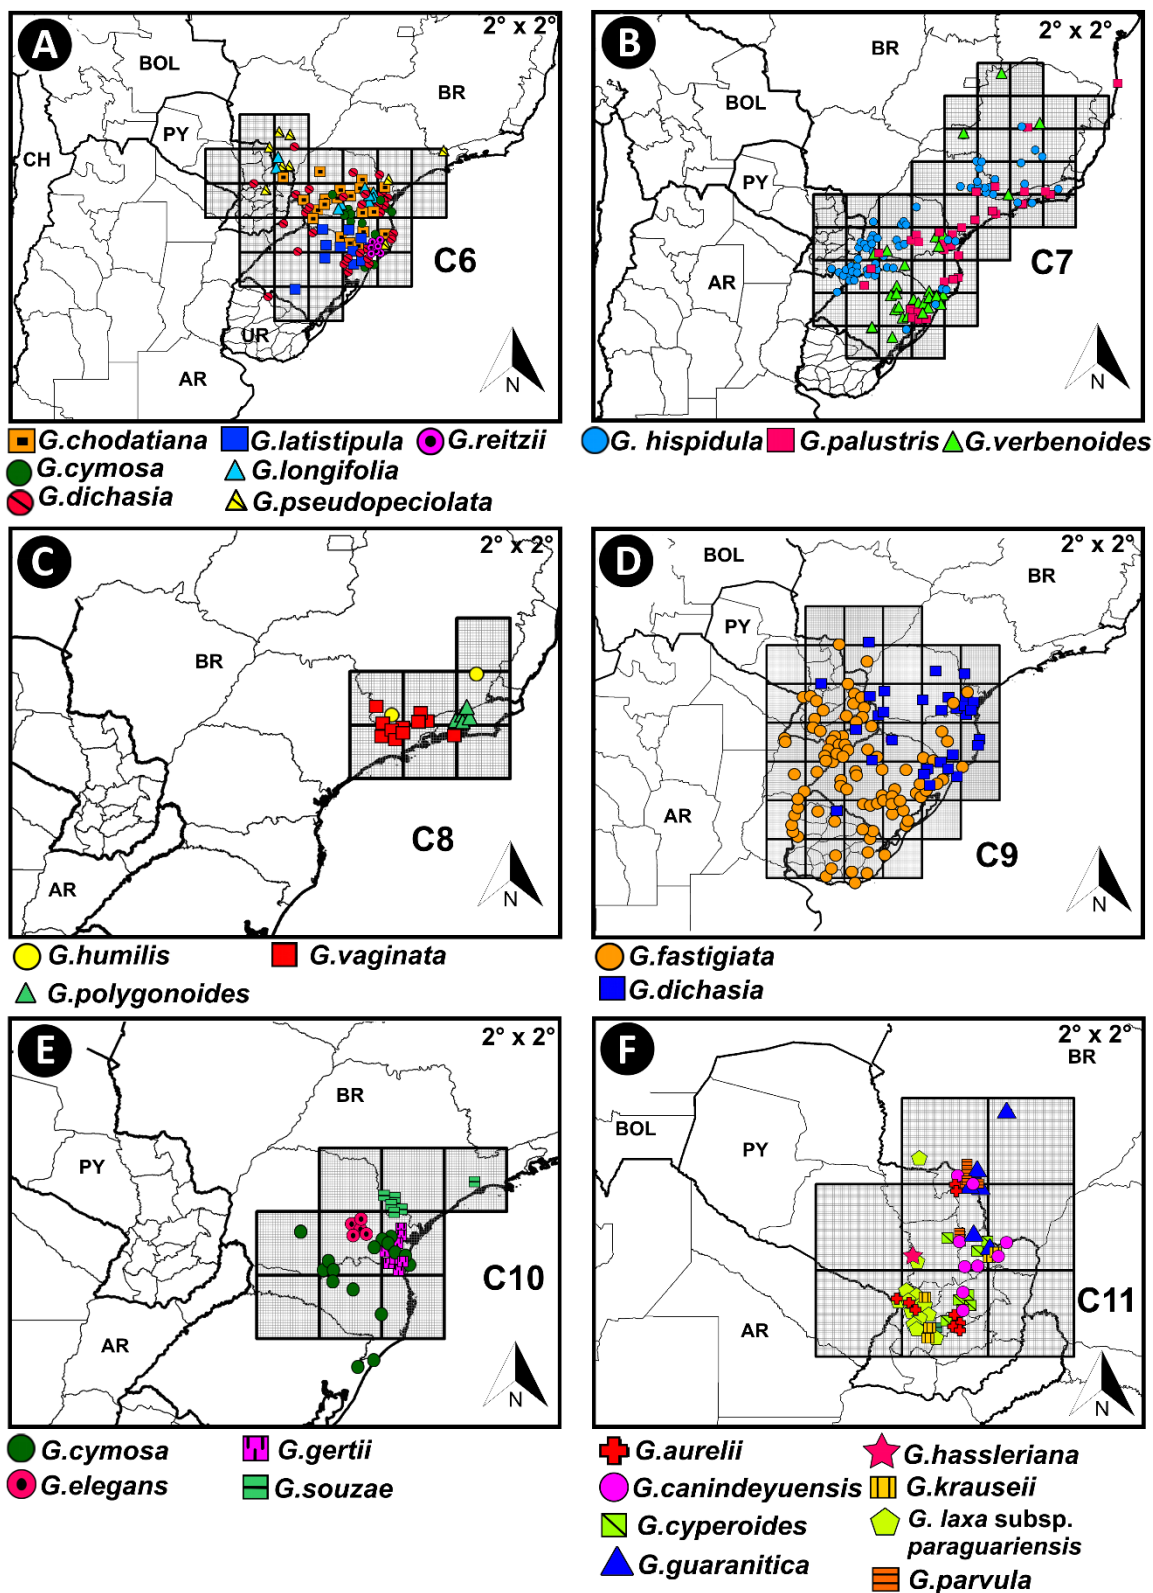 A
2° x 2°
BOL
BR
PY
CH
C6
UR
AR
N
G.chodatiana
G.latistipula
G.reitzii
G.cymosa
G.longifolia
G.dichasia
G.pseudopeciolata
B
2° x 2°
BR
BOL
PY
AR
C7
N
G. hispidula
G.palustris
G.verbenoides
C
2° x 2°
BR
C8
AR
N
G.humilis
G.vaginata
G.polygonoides
D
2° x 2°
BOL
BR
PY
AR
C9
N
G.fastigiata
G.dichasia
E
2° x 2°
BR
PY
C10
AR
N
G.cymosa
G.gertii
G.elegans
G.souzae
F
2° x 2°
BR
BOL
PY
C11
AR
N
G.aurelii
G.hassleriana
G.canindeyuensis
G.krauseii
G.cyperoides
G. laxa subsp.
paraguariensis
G.guaranitica
G.parvula